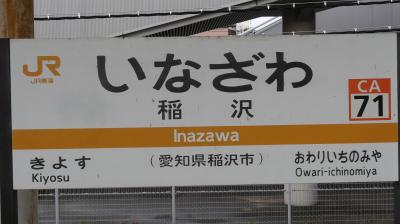 JR
JR東海
いなざわ
稲沢
CA
71
Inazawa
きよす
(愛知県稲沢市)
おわりいちのみや
Kiyosu
Owari-ichinomiya